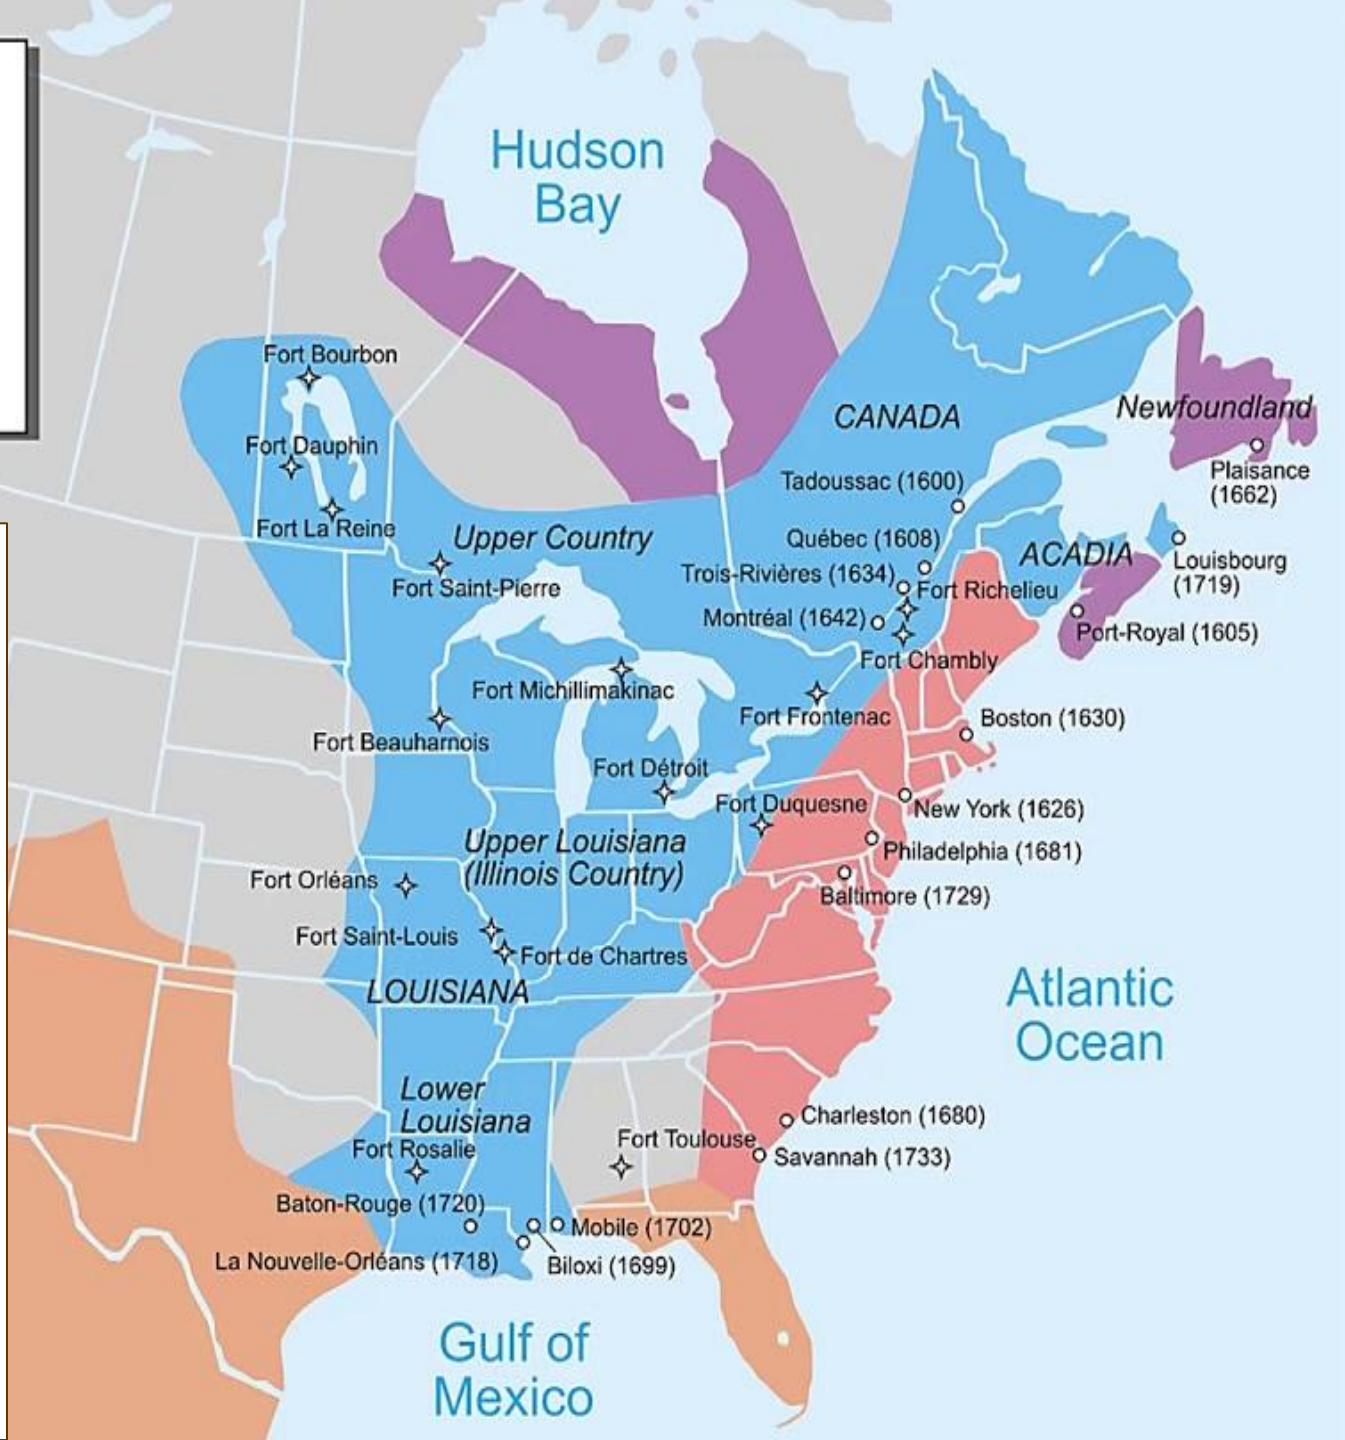 Hudson
Bay
Fort Bourbon
CANADA
Newfoundland
Fort Dauphin
Plaisance
(1662)
Tadoussac (1600)
Fort La Reine
Upper Country
Québec (1608)
ACADIA
Louisbourg
(1719)
Fort Saint-Pierre
Trois-Rivières (1634)
Fort Richelieu
Montréal (1642)
Port-Royal (1605)
Fort Chambly
Fort Michillimakinac
Fort Frontenac
Boston (1630)
Fort Beauharnois
Fort Détroit
Fort Duquesne
New York (1626)
Upper Louisiana
(Illinois Country)
Philadelphia (1681)
Fort Orléans
Baltimore (1729)
Fort Saint-Louis
Fort de Chartres
LOUISIANA
Atlantic
Ocean
Lower
Louisiana
Charleston (1680)
Fort Rosalie
Fort Toulouse
Savannah (1733)
Baton-Rouge (1720)
Mobile (1702)
La Nouvelle-Orléans (1718)
Biloxi (1699)
Gulf of
Mexico